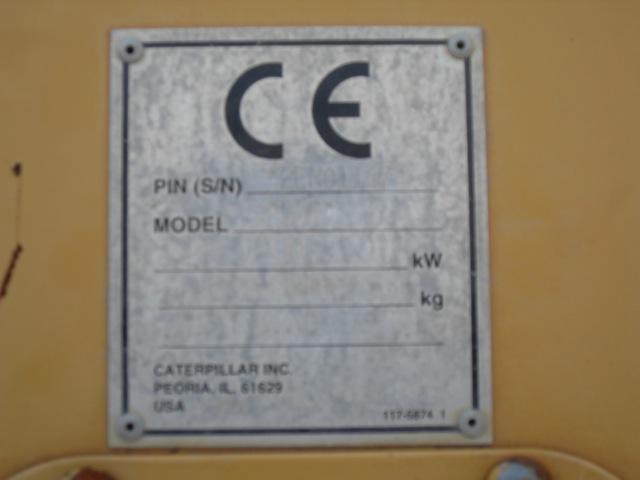 CE
PIN (S/N)
MODEL
kW
kg
CATERPILLAR INC.
PEORIA, IL, 61629
USA
117-6874 1